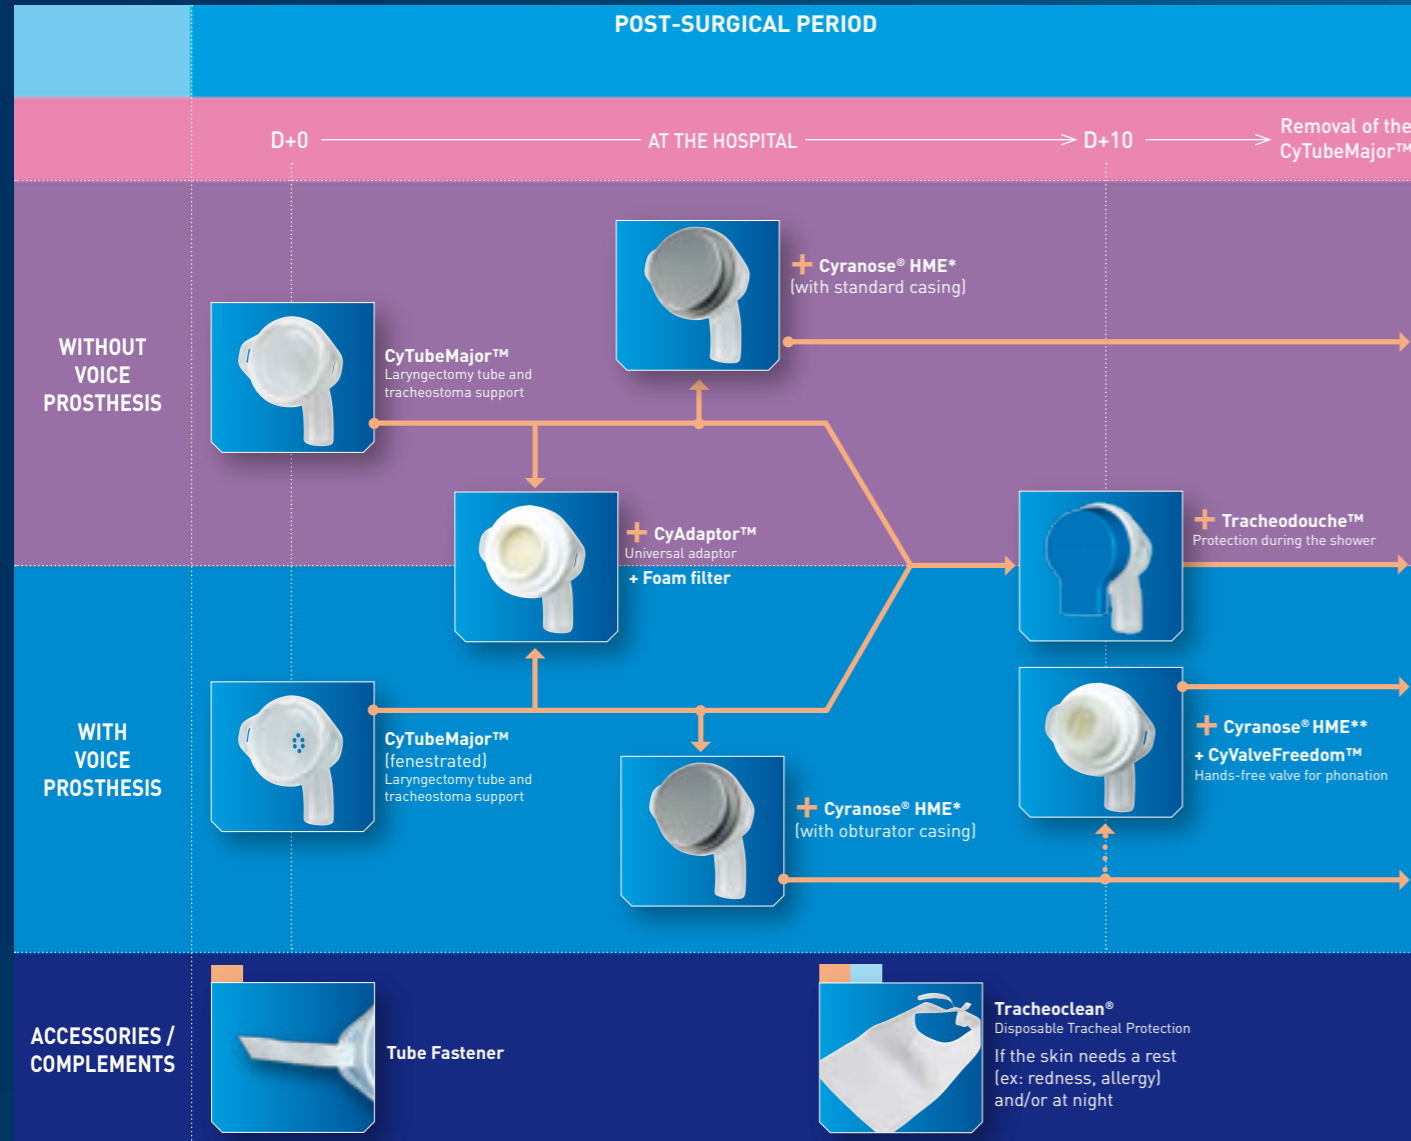 POST-SURGICAL PERIOD
D+0
AT THE HOSPITAL
D+10
Removal of the
CyTubeMajor™
WITHOUT
VOICE
PROSTHESIS
CyTubeMajor™
Laryngectomy tube and
tracheostoma support
+ Cyranose® HME*
(with standard casing)
+ CyAdaptor™
Universal adaptor
+ Foam filter
+ Tracheodouche™
Protection during the shower
WITH
VOICE
PROSTHESIS
CyTubeMajor™
(fenestrated)
Laryngectomy tube and
tracheostoma support
+ Cyranose® HME*
(with obturator casing)
+ Cyranose® HME**
+ CyValveFreedom™
Hands-free valve for phonation
ACCESSORIES /
COMPLEMENTS
Tube Fastener
Tracheoclean®
Disposable Tracheal Protection
If the skin needs a rest
(ex: redness, allergy)
and/or at night